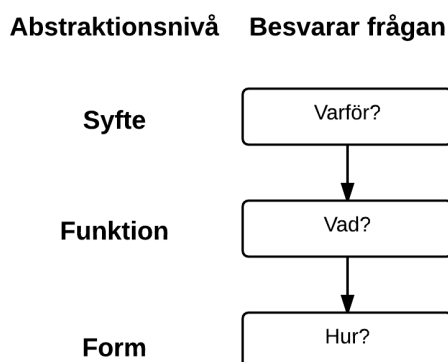 Abstraktionsnivå Besvarar frågan
Syfte Varför?
Funktion Vad?
Form Hur?